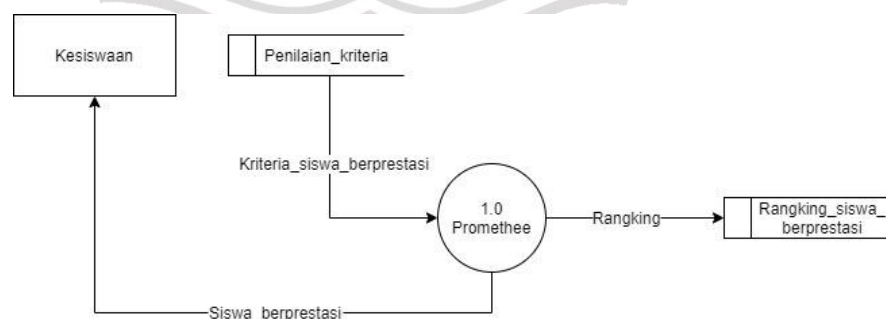 Kesiswaan
Penilaian_kriteria
Kriteria_siswa_berprestasi
1.0
Promethee
Rangking
Rangking_siswa_
berprestasi
Siswa_berprestasi